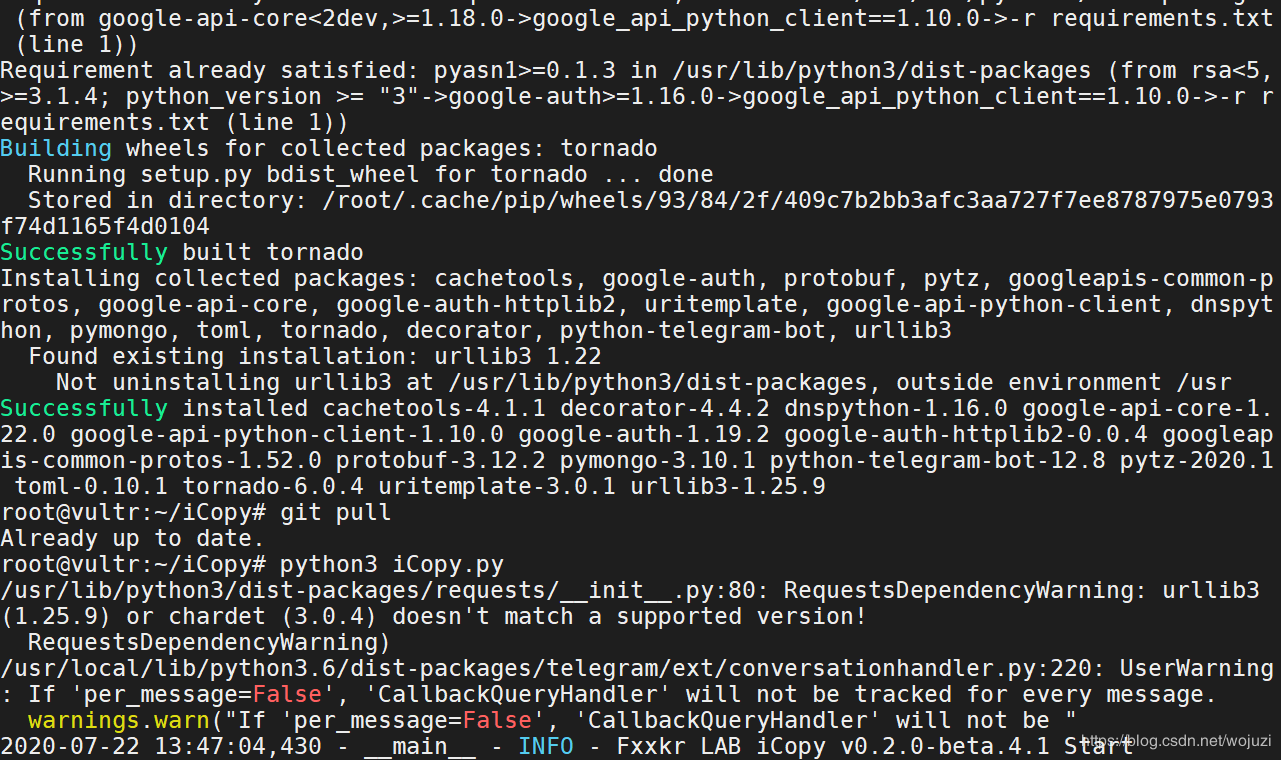 (from google-api-core<2dev,>=1.18.0->google_api_python_client==1.10.0->-r requirements.txt
(line 1))
Requirement already satisfied: pyasn1>=0.1.3 in /usr/lib/python3/dist-packages (from rsa<5,
>=3.1.4; python_version >= "3"->google-auth>=1.16.0->google_api_python_client==1.10.0->-r r
equirements.txt (line 1))
Building wheels for collected packages: tornado
Running setup.py bdist_wheel for tornado ... done
Stored in directory: /root/.cache/pip/wheels/93/84/2f/409c7b2bb3afc3aa727f7ee8787975e0793
f74d1165f4d0104
Successfully built tornado
Installing collected packages: cachetools, google-auth, protobuf, pytz, googleapis-common-p
rotos, google-api-core, google-auth-httplib2, uritemplate, google-api-python-client, dnspyt
hon, pymongo, toml, tornado, decorator, python-telegram-bot, urllib3
Found existing installation: urllib3 1.22
Not uninstalling urllib3 at /usr/lib/python3/dist-packages, outside environment /usr
Successfully installed cachetools-4.1.1 decorator-4.4.2 dnspython-1.16.0 google-api-core-1.
22.0 google-api-python-client-1.10.0 google-auth-1.19.2 google-auth-httplib2-0.0.4 googleap
is-common-protos-1.52.0 protobuf-3.12.2 pymongo-3.10.1 python-telegram-bot-12.8 pytz-2020.1
toml-0.10.1 tornado-6.0.4 uritemplate-3.0.1 urllib3-1.25.9
root@vultr:~/iCopy# git pull
Already up to date.
root@vultr:~/iCopy# python3 iCopy.py
/usr/lib/python3/dist-packages/requests/__init__.py:80: RequestsDependencyWarning: urllib3
(1.25.9) or chardet (3.0.4) doesn't match a supported version!
RequestsDependencyWarning)
/usr/local/lib/python3.6/dist-packages/telegram/ext/conversationhandler.py:220: UserWarning
: If 'per_message=False', 'CallbackQueryHandler' will not be tracked for every message.
warnings.warn("If 'per_message=False', 'CallbackQueryHandler' will not be "
2020-07-22 13:47:04,430 - __main__ - INFO - Fxxkr LAB iCopy v0.2.0-beta.4.1 Start
https://blog.csdn.net/wojuzi